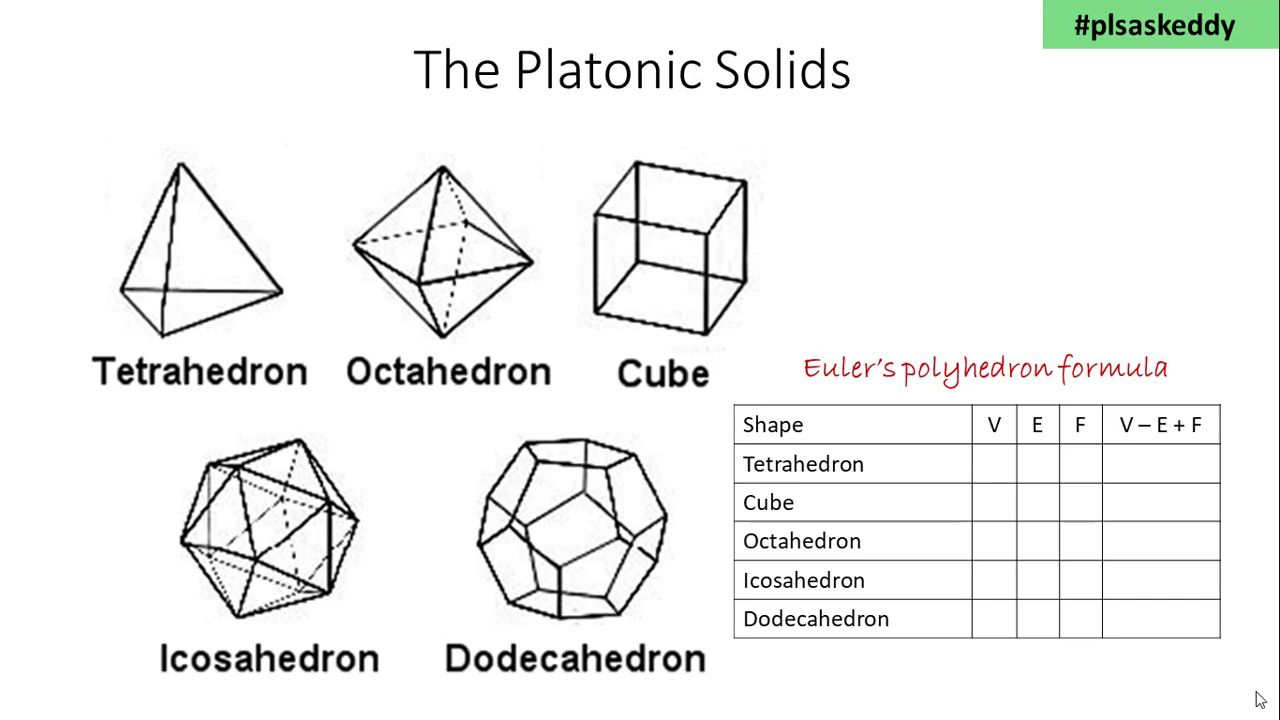 #plsaskeddy
The Platonic Solids
Tetrahedron
Octahedron
Cube
Icosahedron
Dodecahedron
Euler's polyhedron formula
Shape V E F V – E + F
Tetrahedron
Cube
Octahedron
Icosahedron
Dodecahedron